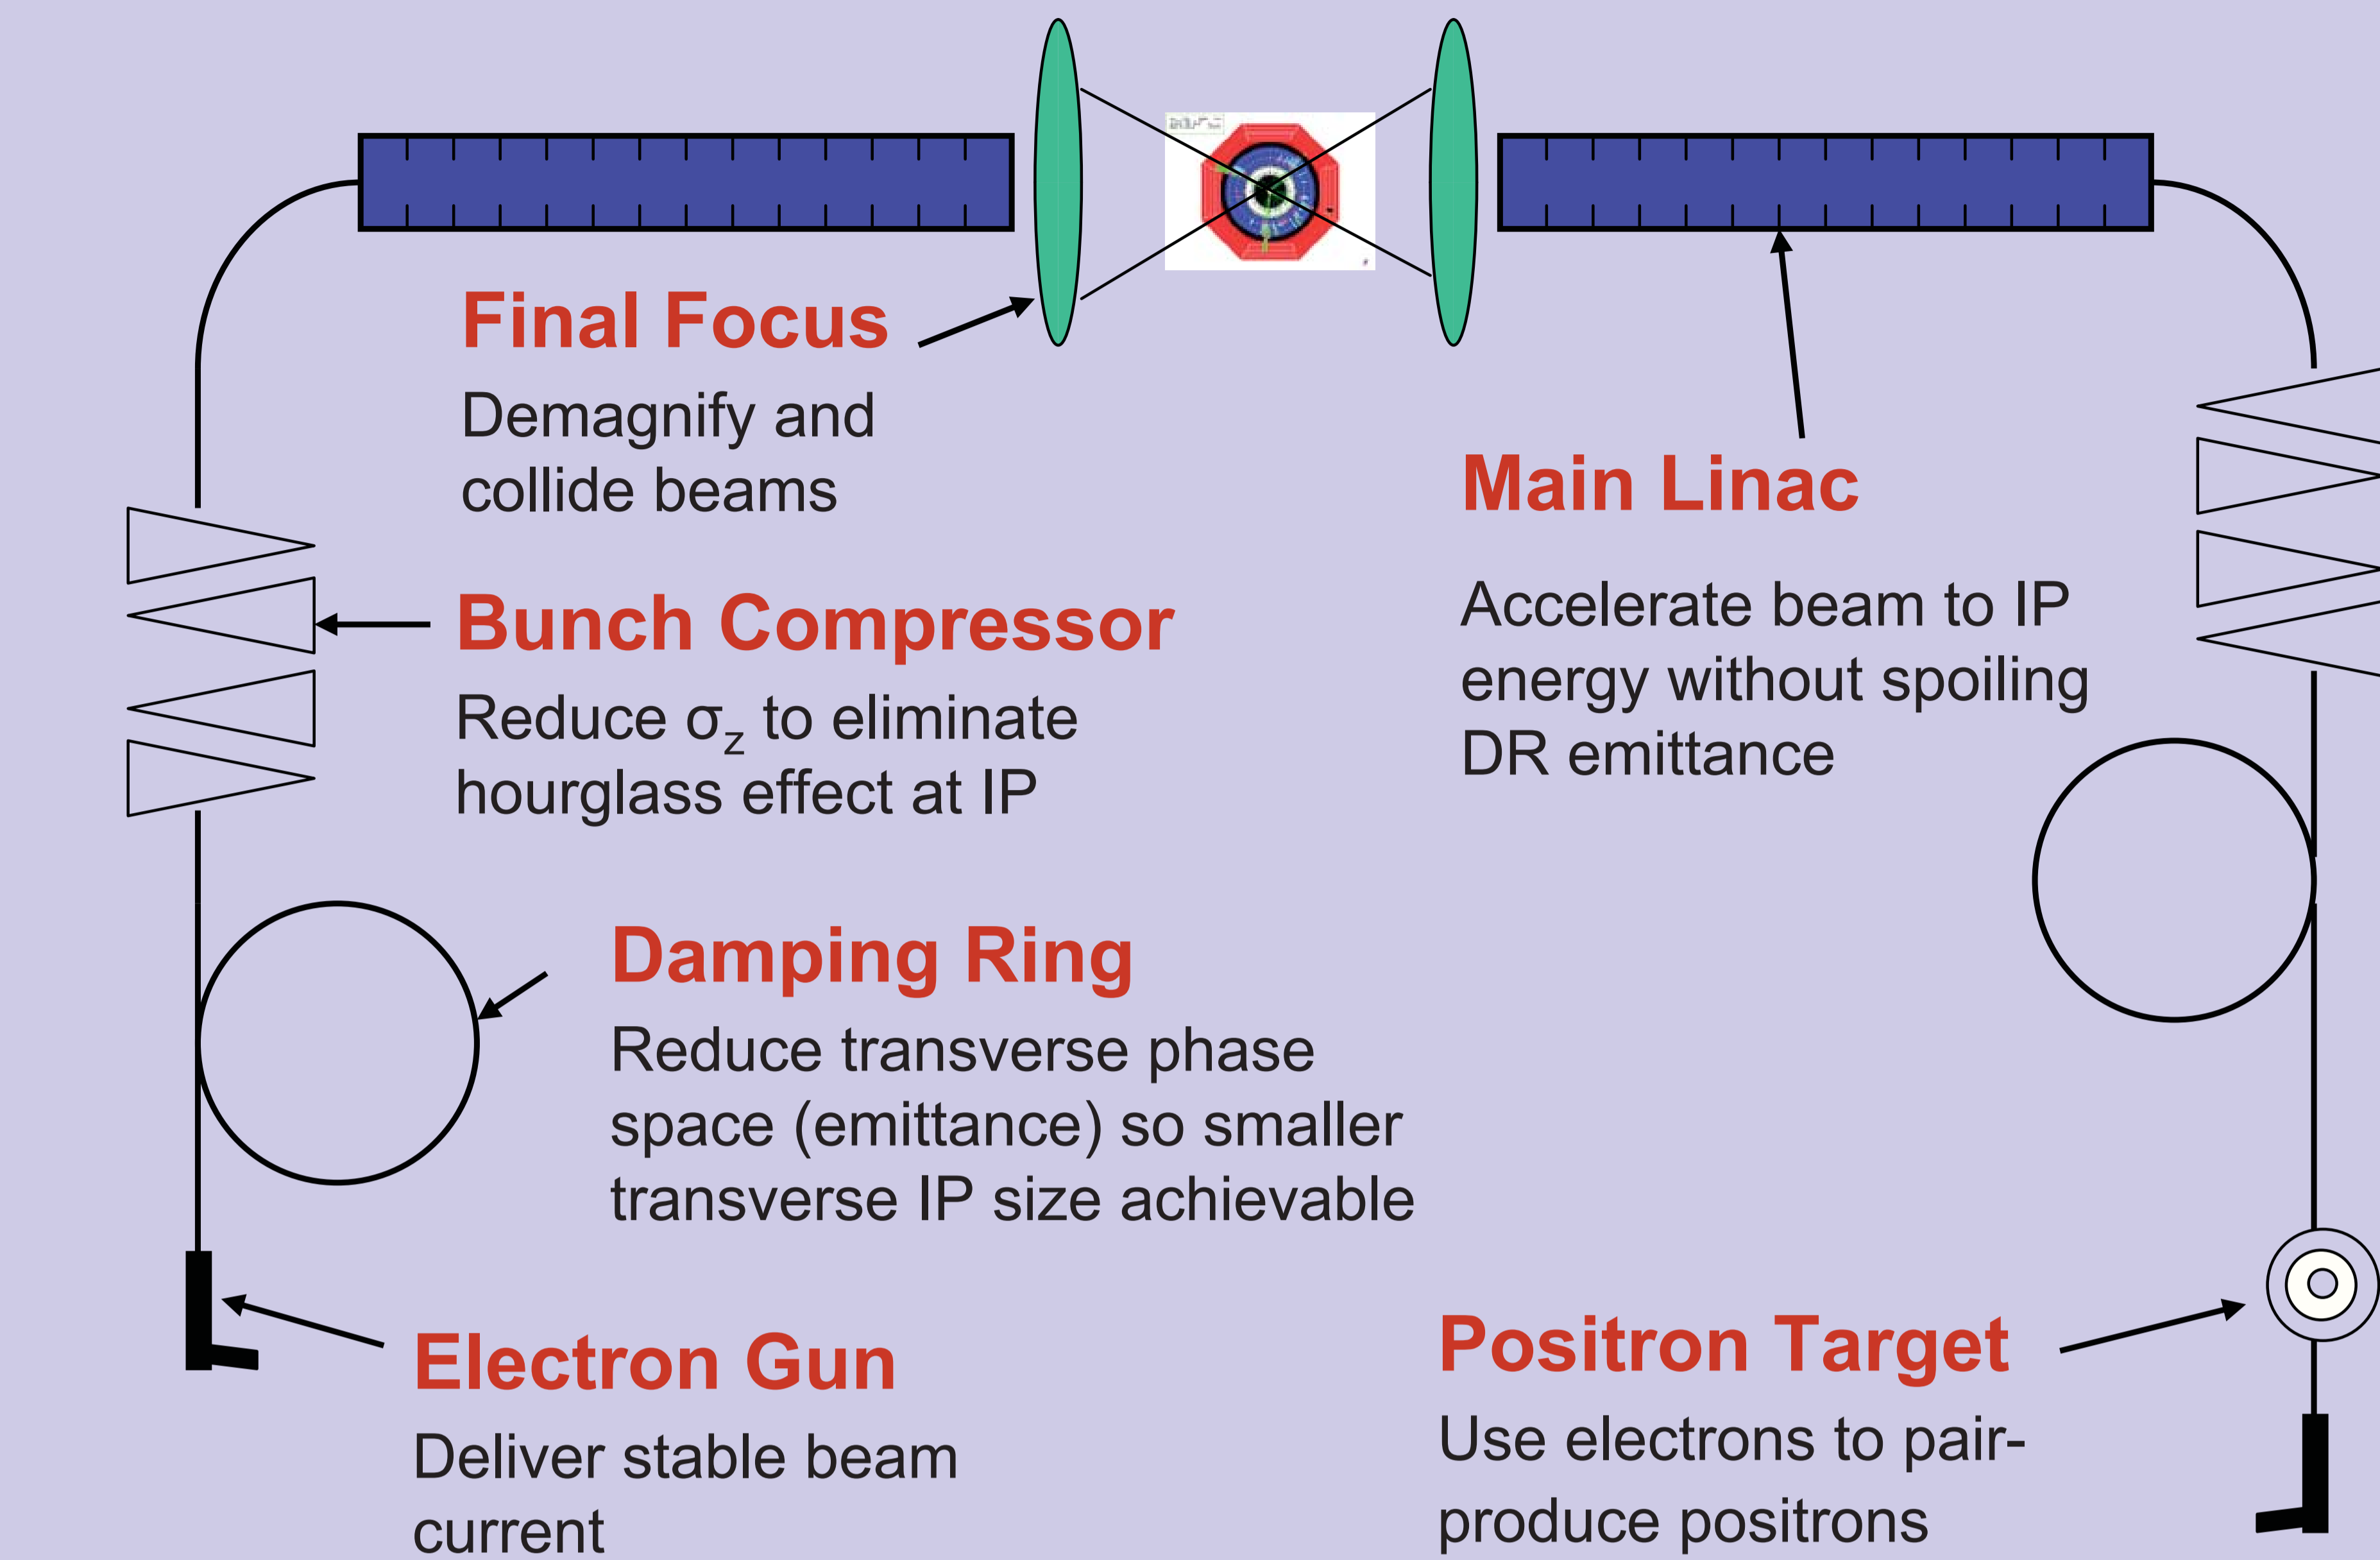 Final Focus
Demagnify and
collide beams
Main Linac
Accelerate beam to IP
energy without spoiling
DR emittance
Bunch Compressor
Reduce σz to eliminate
hourglass effect at IP
Damping Ring
Reduce transverse phase
space (emittance) so smaller
transverse IP size achievable
Electron Gun
Deliver stable beam
current
Positron Target
Use electrons to pair-
produce positrons